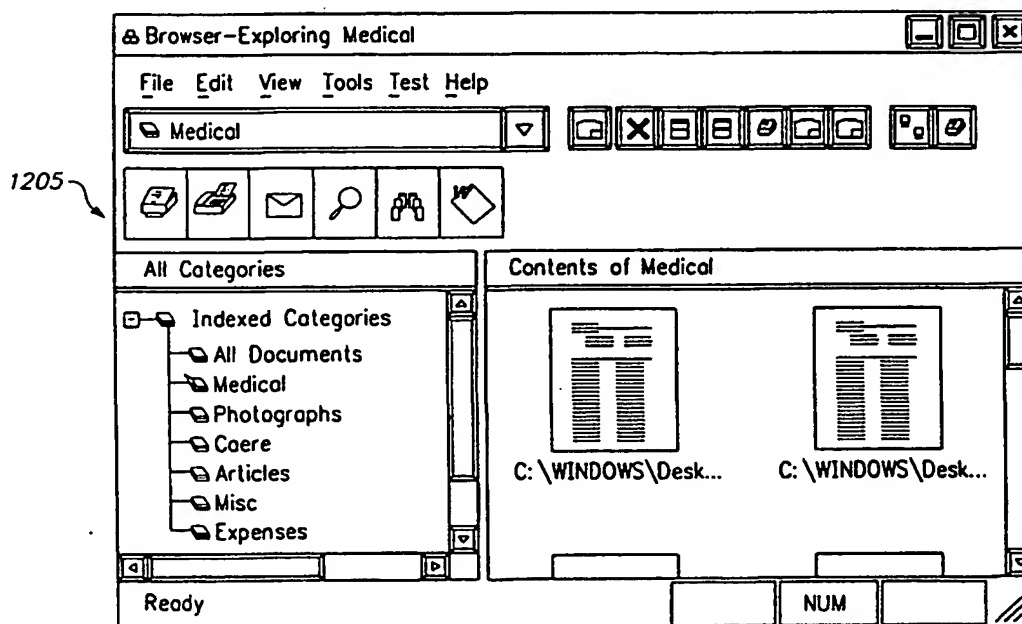 Browser-Exploring Medical
File Edit View Tools Test Help
Medical
1205
W
All Categories
Contents of Medical
Indexed Categories
All Documents
Medical
Photographs
Caere
Articles
Misc
Expenses
C:\WINDOWS\Desk...
C:\WINDOWS\Desk...
Ready
NUM